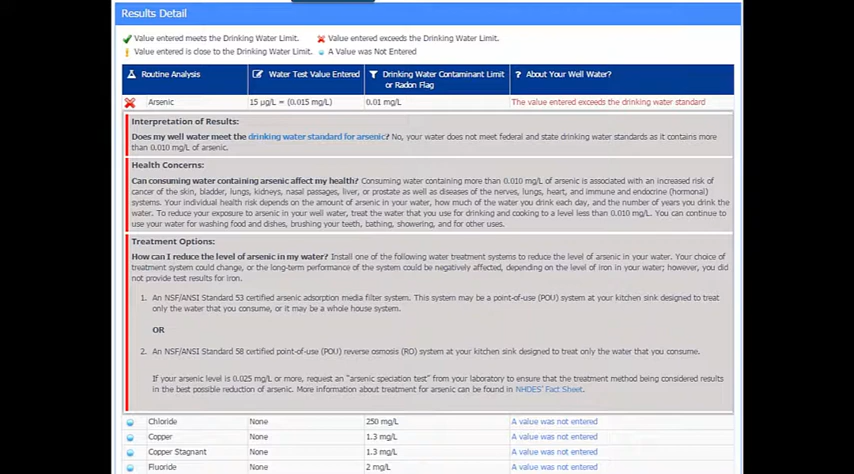 Results Detail
Value entered meets the Drinking Water Limit. Value entered exceeds the Drinking Water Limit.
Value entered is close to the Drinking Water Limit. A Value was Not Entered
Routine Analysis Water Test Value Entered Drinking Water Contaminant Limit or Radon Flag ? About Your Well Water?
Arsenic 15 µg/L = (0.015 mg/L) 0.01 mg/L The value entered exceeds the drinking water standard
Interpretation of Results:
Does my well water meet the drinking water standard for arsenic? No, your water does not meet federal and state drinking water standards as it contains more
than 0.010 mg/L of arsenic.
Health Concerns:
Can consuming water containing arsenic affect my health? Consuming water containing more than 0.010 mg/L of arsenic is associated with an increased risk of
cancer of the skin, bladder, lungs, kidneys, nasal passages, liver, or prostate as well as diseases of the nerves, lungs, heart, and immune and endocrine (hormonal)
systems. Your individual health risk depends on the amount of arsenic in your water, how much of the water you drink each day, and the number of years you drink the
water. To reduce your exposure to arsenic in your well water, treat the water that you use for drinking and cooking to a level less than 0.010 mg/L. You can continue to
use your water for washing food and dishes, brushing your teeth, bathing, showering, and for other uses.
Treatment Options:
How can I reduce the level of arsenic in my water? Install one of the following water treatment systems to reduce the level of arsenic in your water. Your choice of
treatment system could change, or the long-term performance of the system could be negatively affected, depending on the level of iron in your water; however, you did
not provide test results for iron.
1. An NSF/ANSI Standard 53 certified arsenic adsorption media filter system. This system may be a point-of-use (POU) system at your kitchen sink designed to treat
only the water that you consume, or it may be a whole house system.
OR
2. An NSF/ANSI Standard 58 certified point-of-use (POU) reverse osmosis (RO) system at your kitchen sink designed to treat only the water that you consume.
If your arsenic level is 0.025 mg/L or more, request an "arsenic speciation test" from your laboratory to ensure that the treatment method being considered results
in the best possible reduction of arsenic. More information about treatment for arsenic can be found in NHDES' Fact Sheet.
Chloride None 250 mg/L A value was not entered
Copper None 1.3 mg/L A value was not entered
Copper Stagnant None 1.3 mg/L A value was not entered
Fluoride None 2 mg/L A value was not entered